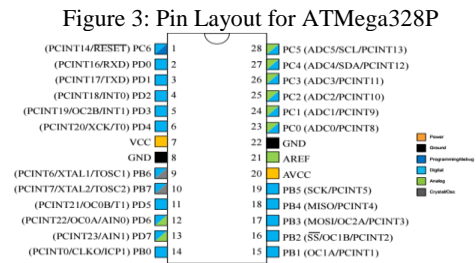 Figure 3: Pin Layout for ATMega328P
(PCINT14/RESET) PC6 1 28 PC5 (ADC5/SCL/PCINT13)
(PCINT16/RXD) PD0 2 27 PC4 (ADC4/SDA/PCINT12)
(PCINT17/TXD) PD1 3 26 PC3 (ADC3/PCINT11)
(PCINT18/INT0) PD2 4 25 PC2 (ADC2/PCINT10)
(PCINT19/OC2B/INT1) PD3 5 24 PC1 (ADC1/PCINT9)
(PCINT20/XCK/T0) PD4 6 23 PC0 (ADC0/PCINT8)
VCC 7 22 GND
GND 8 21 AREF
(PCINT6/XTAL1/TOSC1) PB6 9 20 AVCC
(PCINT7/XTAL2/TOSC2) PB7 10 19 PB5 (SCK/PCINT5)
(PCINT21/OC0B/T1) PD5 11 18 PB4 (MISO/PCINT4)
(PCINT22/OC0A/AIN0) PD6 12 17 PB3 (MOSI/OC2A/PCINT3)
(PCINT23/AIN1) PD7 13 16 PB2 (SS/OC1B/PCINT2)
(PCINT0/CLKO/ICP1) PB0 14 15 PB1 (OC1A/PCINT1)
Power
Ground
Programming/debug
Digital
Analog
Crystal/Osc